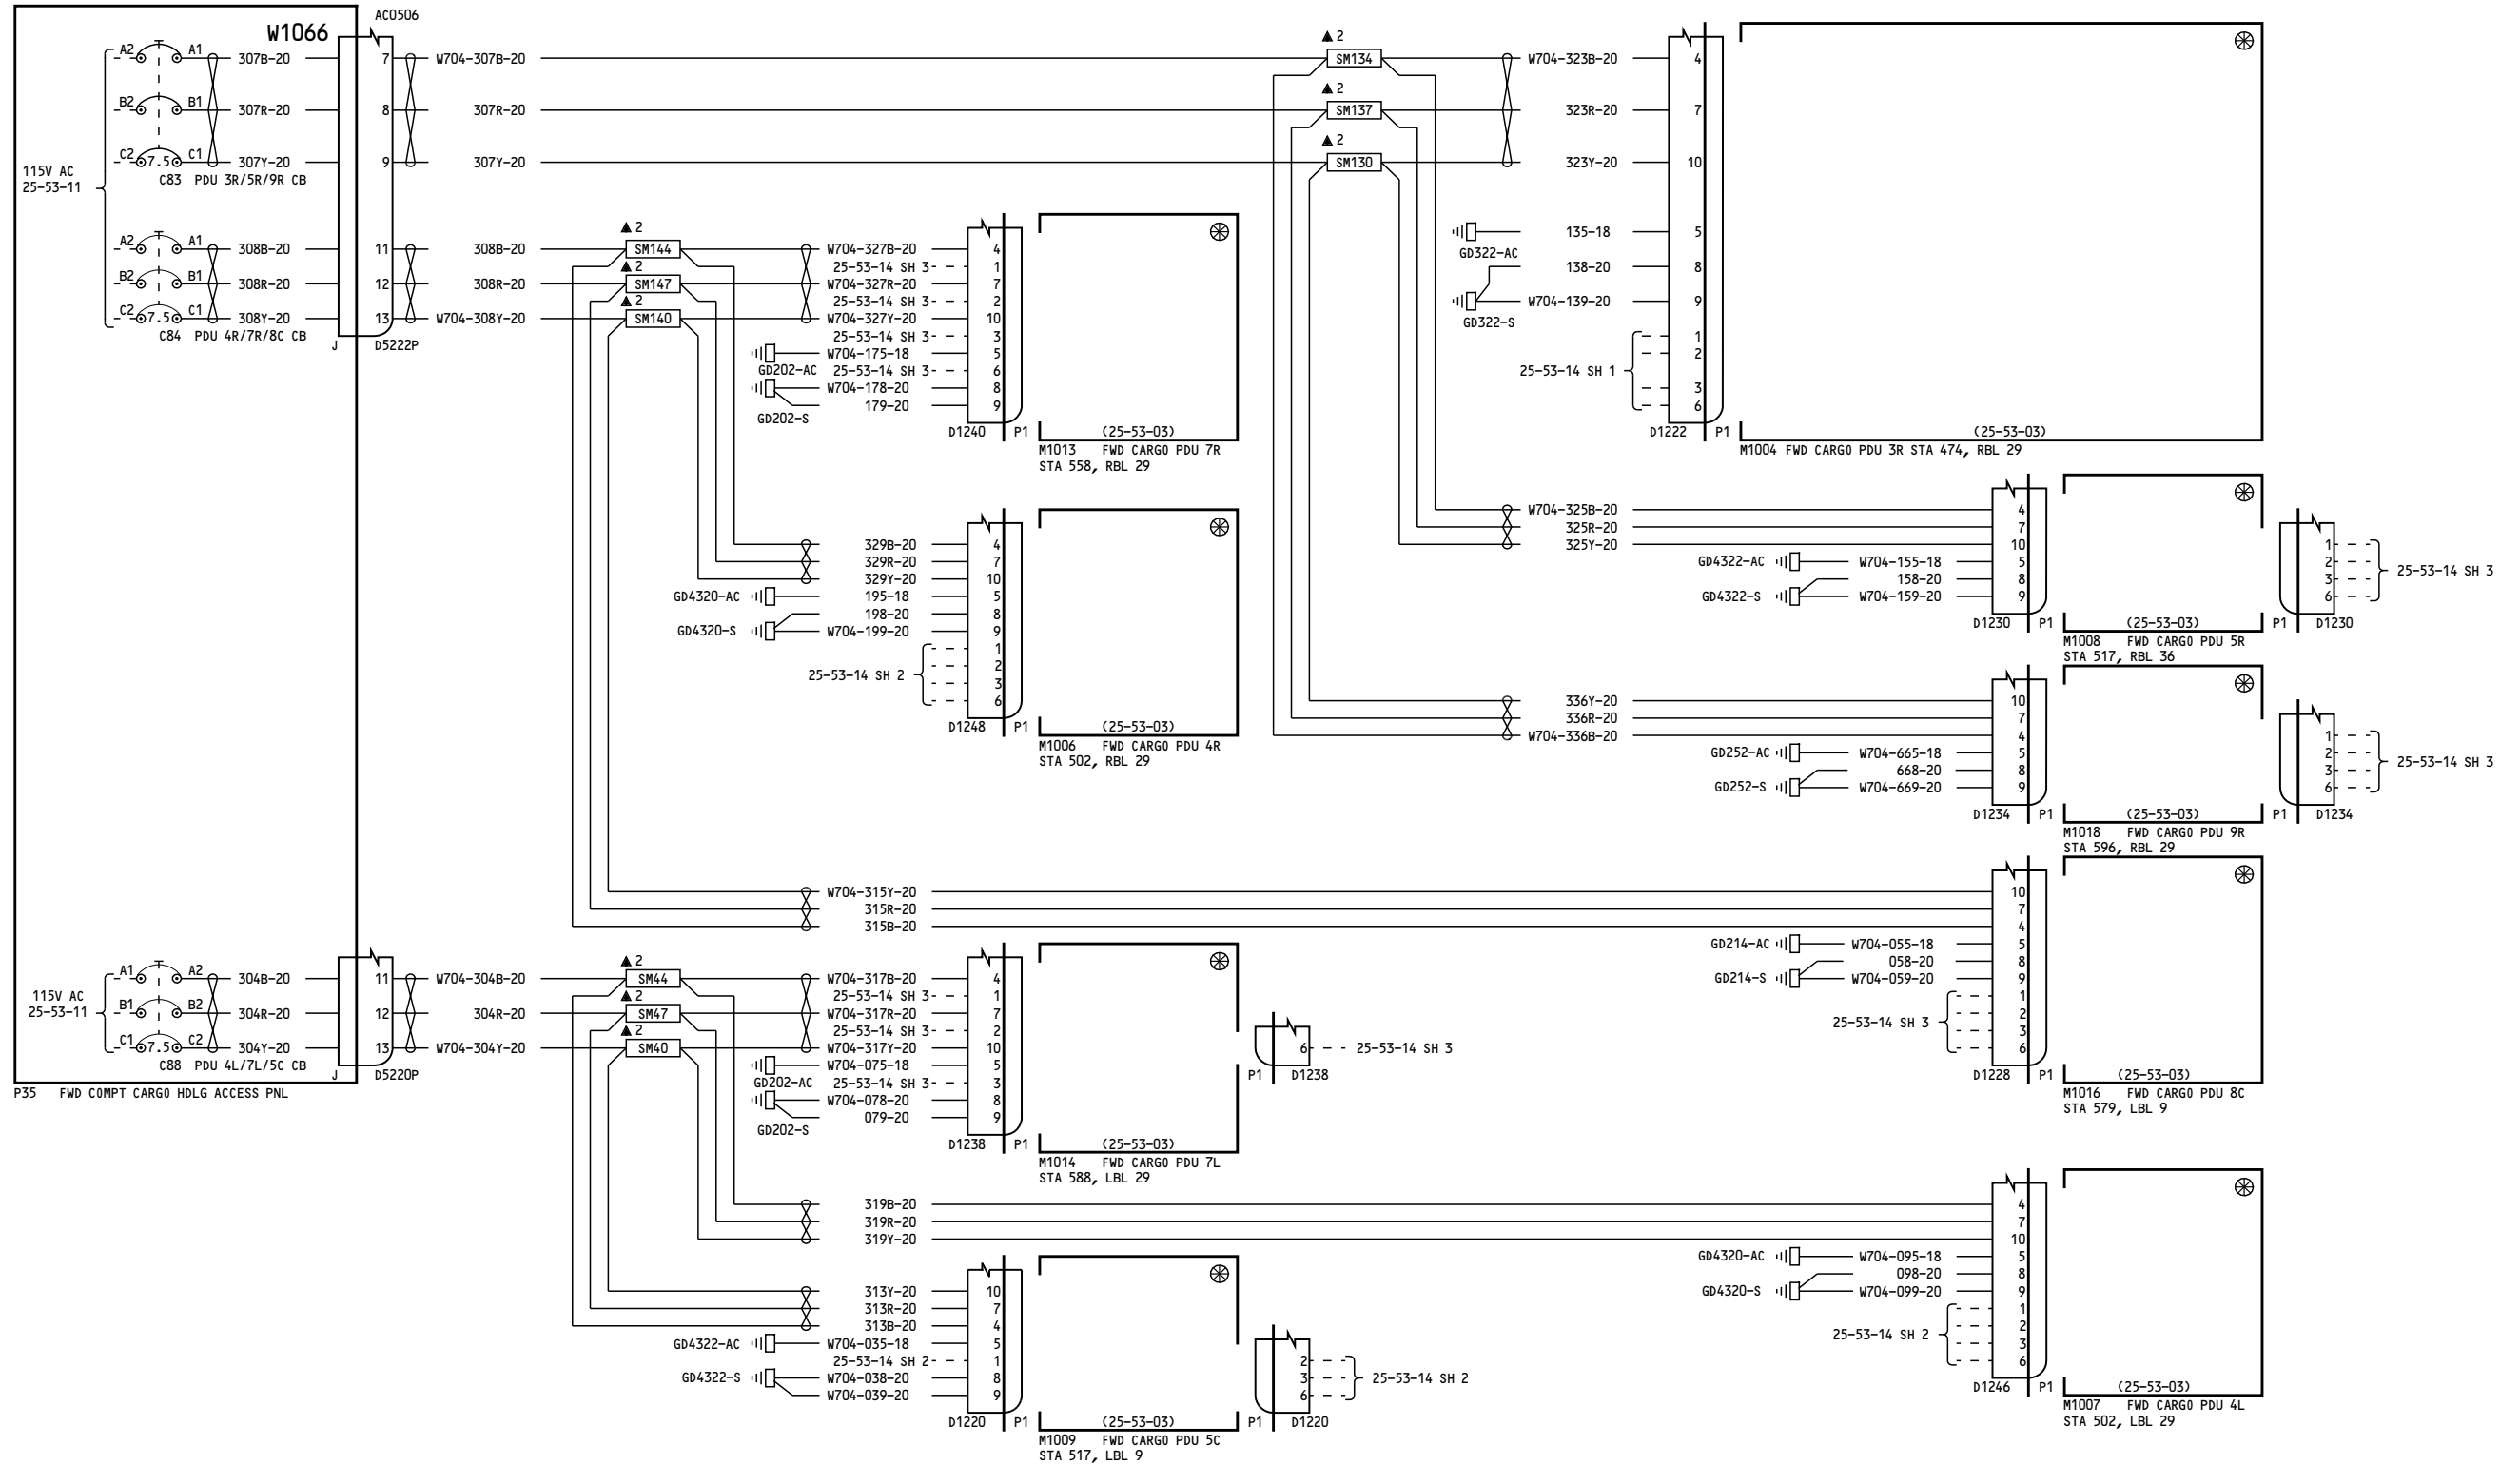 W1066
AC0506
115V AC
25-53-11
A2 A1 307B-20 7 W704-307B-20
B2 B1 307R-20 8 307R-20
C2 7.5 C1 307Y-20 9 307Y-20
C83 PDU 3R/5R/9R CB
A2 A1 308B-20 11 308B-20
B2 B1 308R-20 12 308R-20
C2 7.5 C1 308Y-20 13 W704-308Y-20
C84 PDU 4R/7R/8C CB
J D5222P
115V AC
25-53-11
A1 A2 304B-20 11 W704-304B-20
B1 B2 304R-20 12 304R-20
C1 7.5 C2 304Y-20 13 W704-304Y-20
C88 PDU 4L/7L/5C CB
J D5220P
P35 FWD COMPT CARGO HDLG ACCESS PNL
2
SM144
2
SM147
2
SM140
W704-327B-20 4
25-53-14 SH 3 1
W704-327R-20 7
25-53-14 SH 3 2
W704-327Y-20 10
25-53-14 SH 3 3
W704-175-18 5
GD202-AC 25-53-14 SH 3 6
W704-178-20 8
179-20 9
GD202-S
D1240 P1
(25-53-03)
M1013 FWD CARGO PDU 7R
STA 558, RBL 29
329B-20 4
329R-20 7
329Y-20 10
GD4320-AC 195-18 5
198-20 8
GD4320-S W704-199-20 9
1
2
25-53-14 SH 2
3
6
D1248 P1
(25-53-03)
M1006 FWD CARGO PDU 4R
STA 502, RBL 29
2
SM134
2
SM137
2
SM130
W704-323B-20 4
323R-20 7
323Y-20 10
135-18 5
GD322-AC
138-20 8
W704-139-20 9
GD322-S
1
2
25-53-14 SH 1
3
6
D1222 P1
(25-53-03)
M1004 FWD CARGO PDU 3R STA 474, RBL 29
W704-325B-20 4
325R-20 7
325Y-20 10
GD4322-AC W704-155-18 5
158-20 8
GD4322-S W704-159-20 9
D1230 P1
(25-53-03)
M1008 FWD CARGO PDU 5R
STA 517, RBL 36
1
2
25-53-14 SH 3
3
6
P1 D1230
336Y-20 10
336R-20 7
W704-336B-20 4
GD252-AC W704-665-18 5
668-20 8
GD252-S W704-669-20 9
D1234 P1
(25-53-03)
M1018 FWD CARGO PDU 9R
STA 596, RBL 29
1
2
25-53-14 SH 3
3
6
P1 D1234
W704-315Y-20 10
315R-20 7
315B-20 4
GD214-AC W704-055-18 5
058-20 8
GD214-S W704-059-20 9
1
2
25-53-14 SH 3
3
6
D1228 P1
(25-53-03)
M1016 FWD CARGO PDU 8C
STA 579, LBL 9
2
SM44
2
SM47
2
SM40
W704-317B-20 4
25-53-14 SH 3 1
W704-317R-20 7
25-53-14 SH 3 2
W704-317Y-20 10
W704-075-18 5
GD202-AC 25-53-14 SH 3 3
W704-078-20 8
079-20 9
GD202-S
D1238 P1
(25-53-03)
M1014 FWD CARGO PDU 7L
STA 588, LBL 29
6 25-53-14 SH 3
P1 D1238
319B-20 4
319R-20 7
319Y-20 10
GD4320-AC W704-095-18 5
098-20 8
GD4320-S W704-099-20 9
1
2
25-53-14 SH 2
3
6
D1246 P1
(25-53-03)
M1007 FWD CARGO PDU 4L
STA 502, LBL 29
313Y-20 10
313R-20 7
313B-20 4
GD4322-AC W704-035-18 5
25-53-14 SH 2 1
GD4322-S W704-038-20 8
W704-039-20 9
D1220 P1
(25-53-03)
M1009 FWD CARGO PDU 5C
STA 517, LBL 9
2
3 25-53-14 SH 2
6
P1 D1220